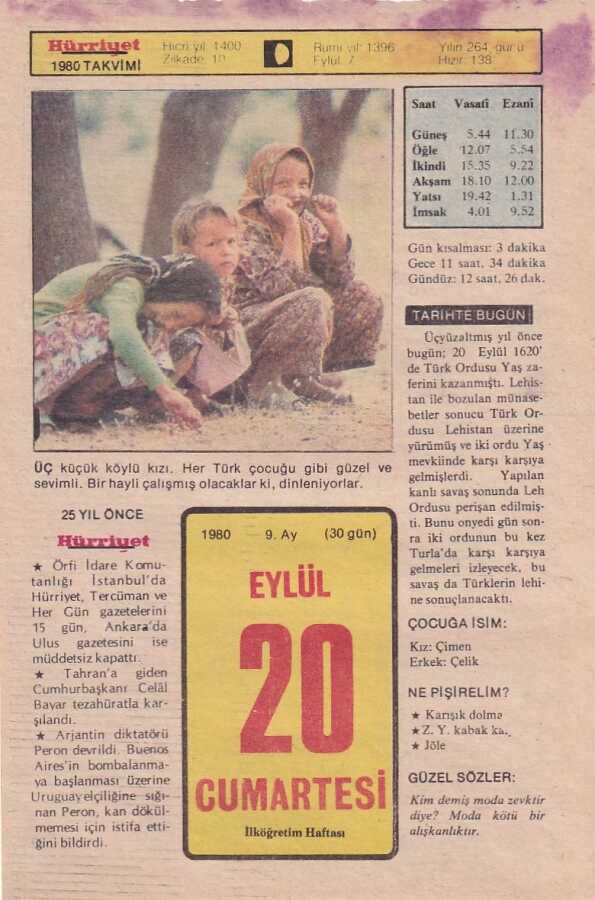 Hürriyet
1980 TAKVİMİ
Hicri yıl: 1400
Zilkade: 10
Rumi yıl: 1396
Eylül 7
Yılın 264. günü
Hızır: 138
Saat Vasatî Ezanî
Güneş 5.44 11.30
Öğle 12.07 5.54
İkindi 15.35 9.22
Akşam 18.10 12.00
Yatsı 19.42 1.31
İmsak 4.01 9.52
Gün kısalması: 3 dakika
Gece 11 saat, 34 dakika
Gündüz: 12 saat, 26 dak.
ÜÇ küçük köylü kızı. Her Türk çocuğu gibi güzel ve
sevimli. Bir hayli çalışmış olacaklar ki, dinleniyorlar.
25 YIL ÖNCE
Hürriyet
★ Örfi İdare Komu-
tanlığı İstanbul'da
Hürriyet, Tercüman ve
Her Gün gazetelerini
15 gün, Ankara'da
Ulus gazetesini ise
müddetsiz kapattı.
★ Tahran'a giden
Cumhurbaşkanı Celâl
Bayar tezahüratla kar-
şılandı.
★ Arjantin diktatörü
Peron devrildi. Buenos
Aires'in bombalanma-
ya başlanması üzerine
Uruguay elçiliğine sığı-
nan Peron, kan dökül-
memesi için istifa etti-
ğini bildirdi.
1980 9. Ay (30 gün)
EYLÜL
20
CUMARTESİ
İlköğretim Haftası
TARİHTE BUGÜN
Üçyüzaltmış yıl önce
bugün; 20 Eylül 1620'
de Türk Ordusu Yaş za-
ferini kazanmıştı. Lehis-
tan ile bozulan münase-
betler sonucu Türk Or-
dusu Lehistan üzerine
yürümüş ve iki ordu Yaş
mevkiinde karşı karşıya
gelmişlerdi. Yapılan
kanlı savaş sonunda Leh
Ordusu perişan edilmiş-
ti. Bunu onyedi gün son-
ra iki ordunun bu kez
Turla'da karşı karşıya
gelmeleri izleyecek, bu
savaş da Türklerin lehi-
ne sonuçlanacaktı.
ÇOCUĞA İSİM:
Kız: Çimen
Erkek: Çelik
NE PİŞİRELİM?
★ Karışık dolma
★ Z. Y. kabak
★ Jöle
GÜZEL SÖZLER:
Kim demiş moda zevktir
diye? Moda kötü bir
alışkanlıktır.